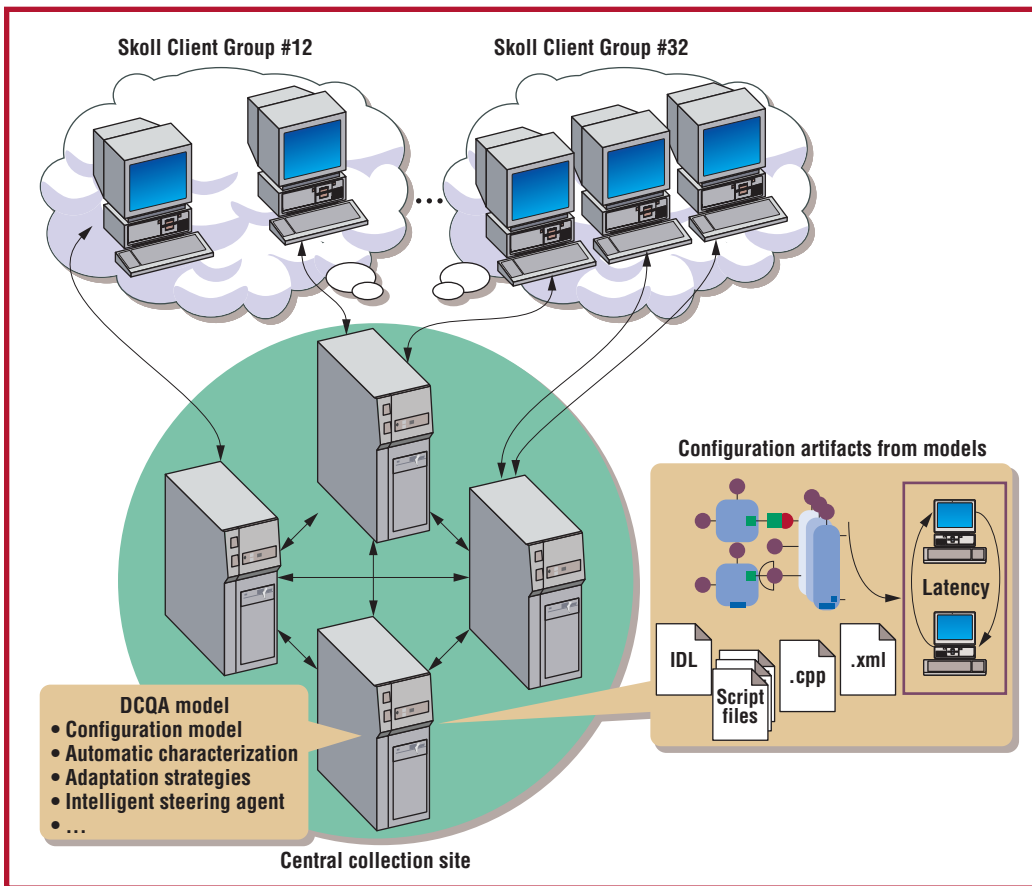 Skoll Client Group #12
Skoll Client Group #32
...
Configuration artifacts from models
Latency
IDL
Script
files
.cpp
.xml
DCQA model
• Configuration model
• Automatic characterization
• Adaptation strategies
• Intelligent steering agent
• ...
Central collection site